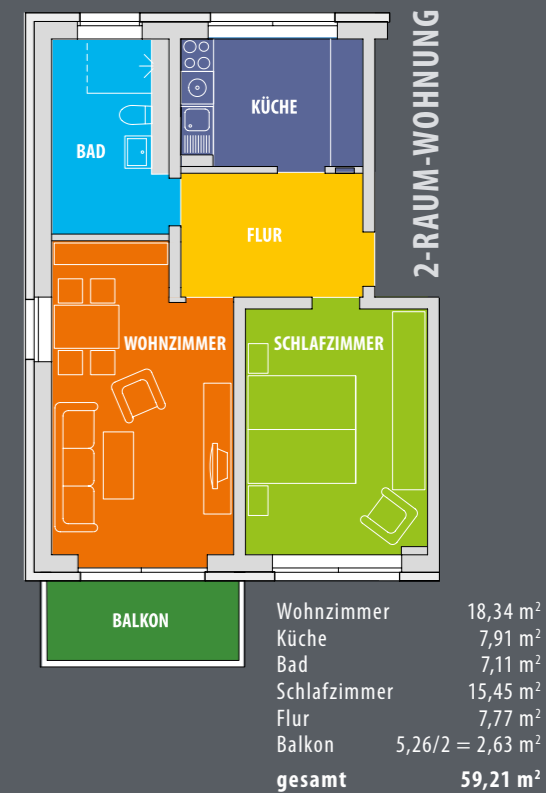 2-RAUM-WOHNUNG
KÜCHE
BAD
FLUR
WOHNZIMMER
SCHLAFZIMMER
BALKON
Wohnzimmer 18,34 m²
Küche 7,91 m²
Bad 7,11 m²
Schlafzimmer 15,45 m²
Flur 7,77 m²
Balkon 5,26/2 = 2,63 m²
gesamt 59,21 m²